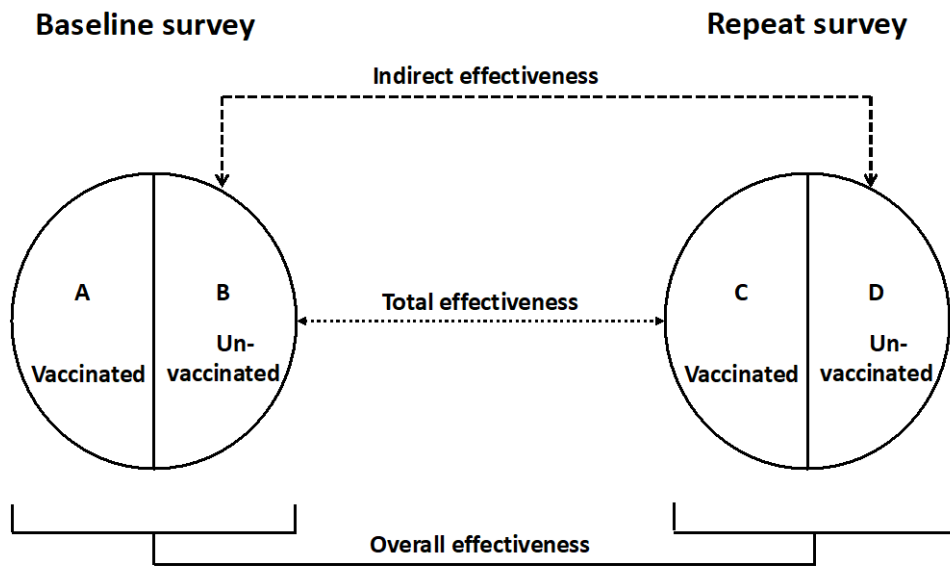 Baseline survey
Repeat survey
Indirect effectiveness
A
B
Total effectiveness
C
D
Vaccinated
Un-
vaccinated
Vaccinated
Un-
vaccinated
Overall effectiveness